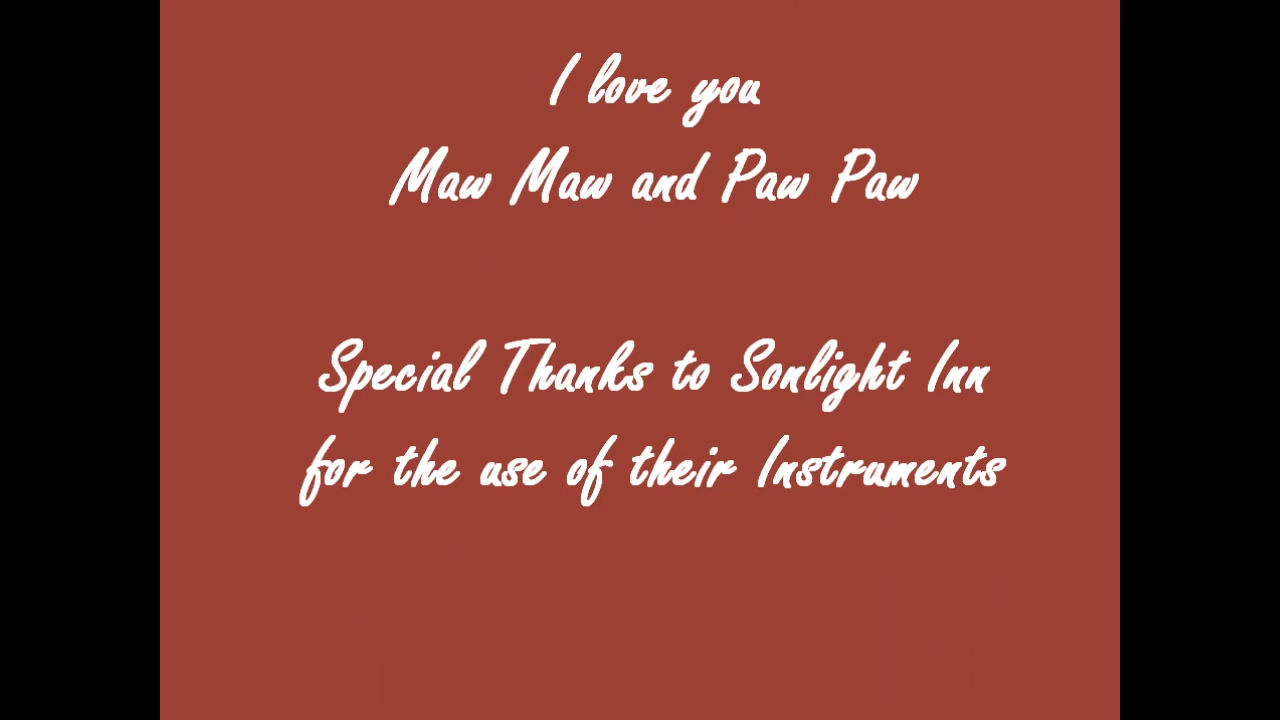 I love you
Maw Maw and Paw Paw
Special Thanks to Sonlight Inn
for the use of their Instruments